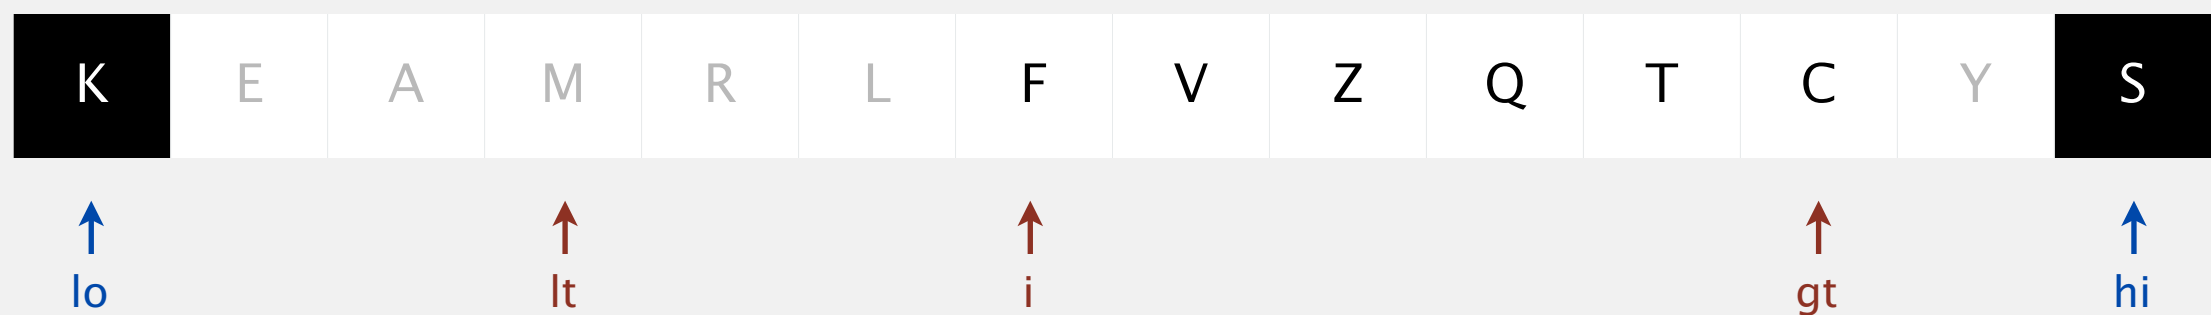 K E A M R L F V Z Q T C Y S
lo lt i gt hi